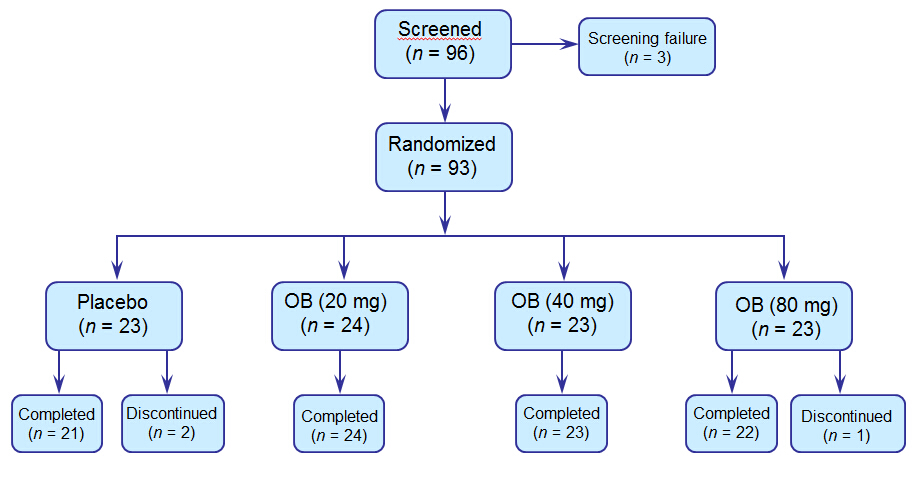 Screened
(n = 96)
Screening failure
(n = 3)
Randomized
(n = 93)
Placebo
(n = 23)
OB (20 mg)
(n = 24)
OB (40 mg)
(n = 23)
OB (80 mg)
(n = 23)
Completed
(n = 21)
Discontinued
(n = 2)
Completed
(n = 24)
Completed
(n = 23)
Completed
(n = 22)
Discontinued
(n = 1)